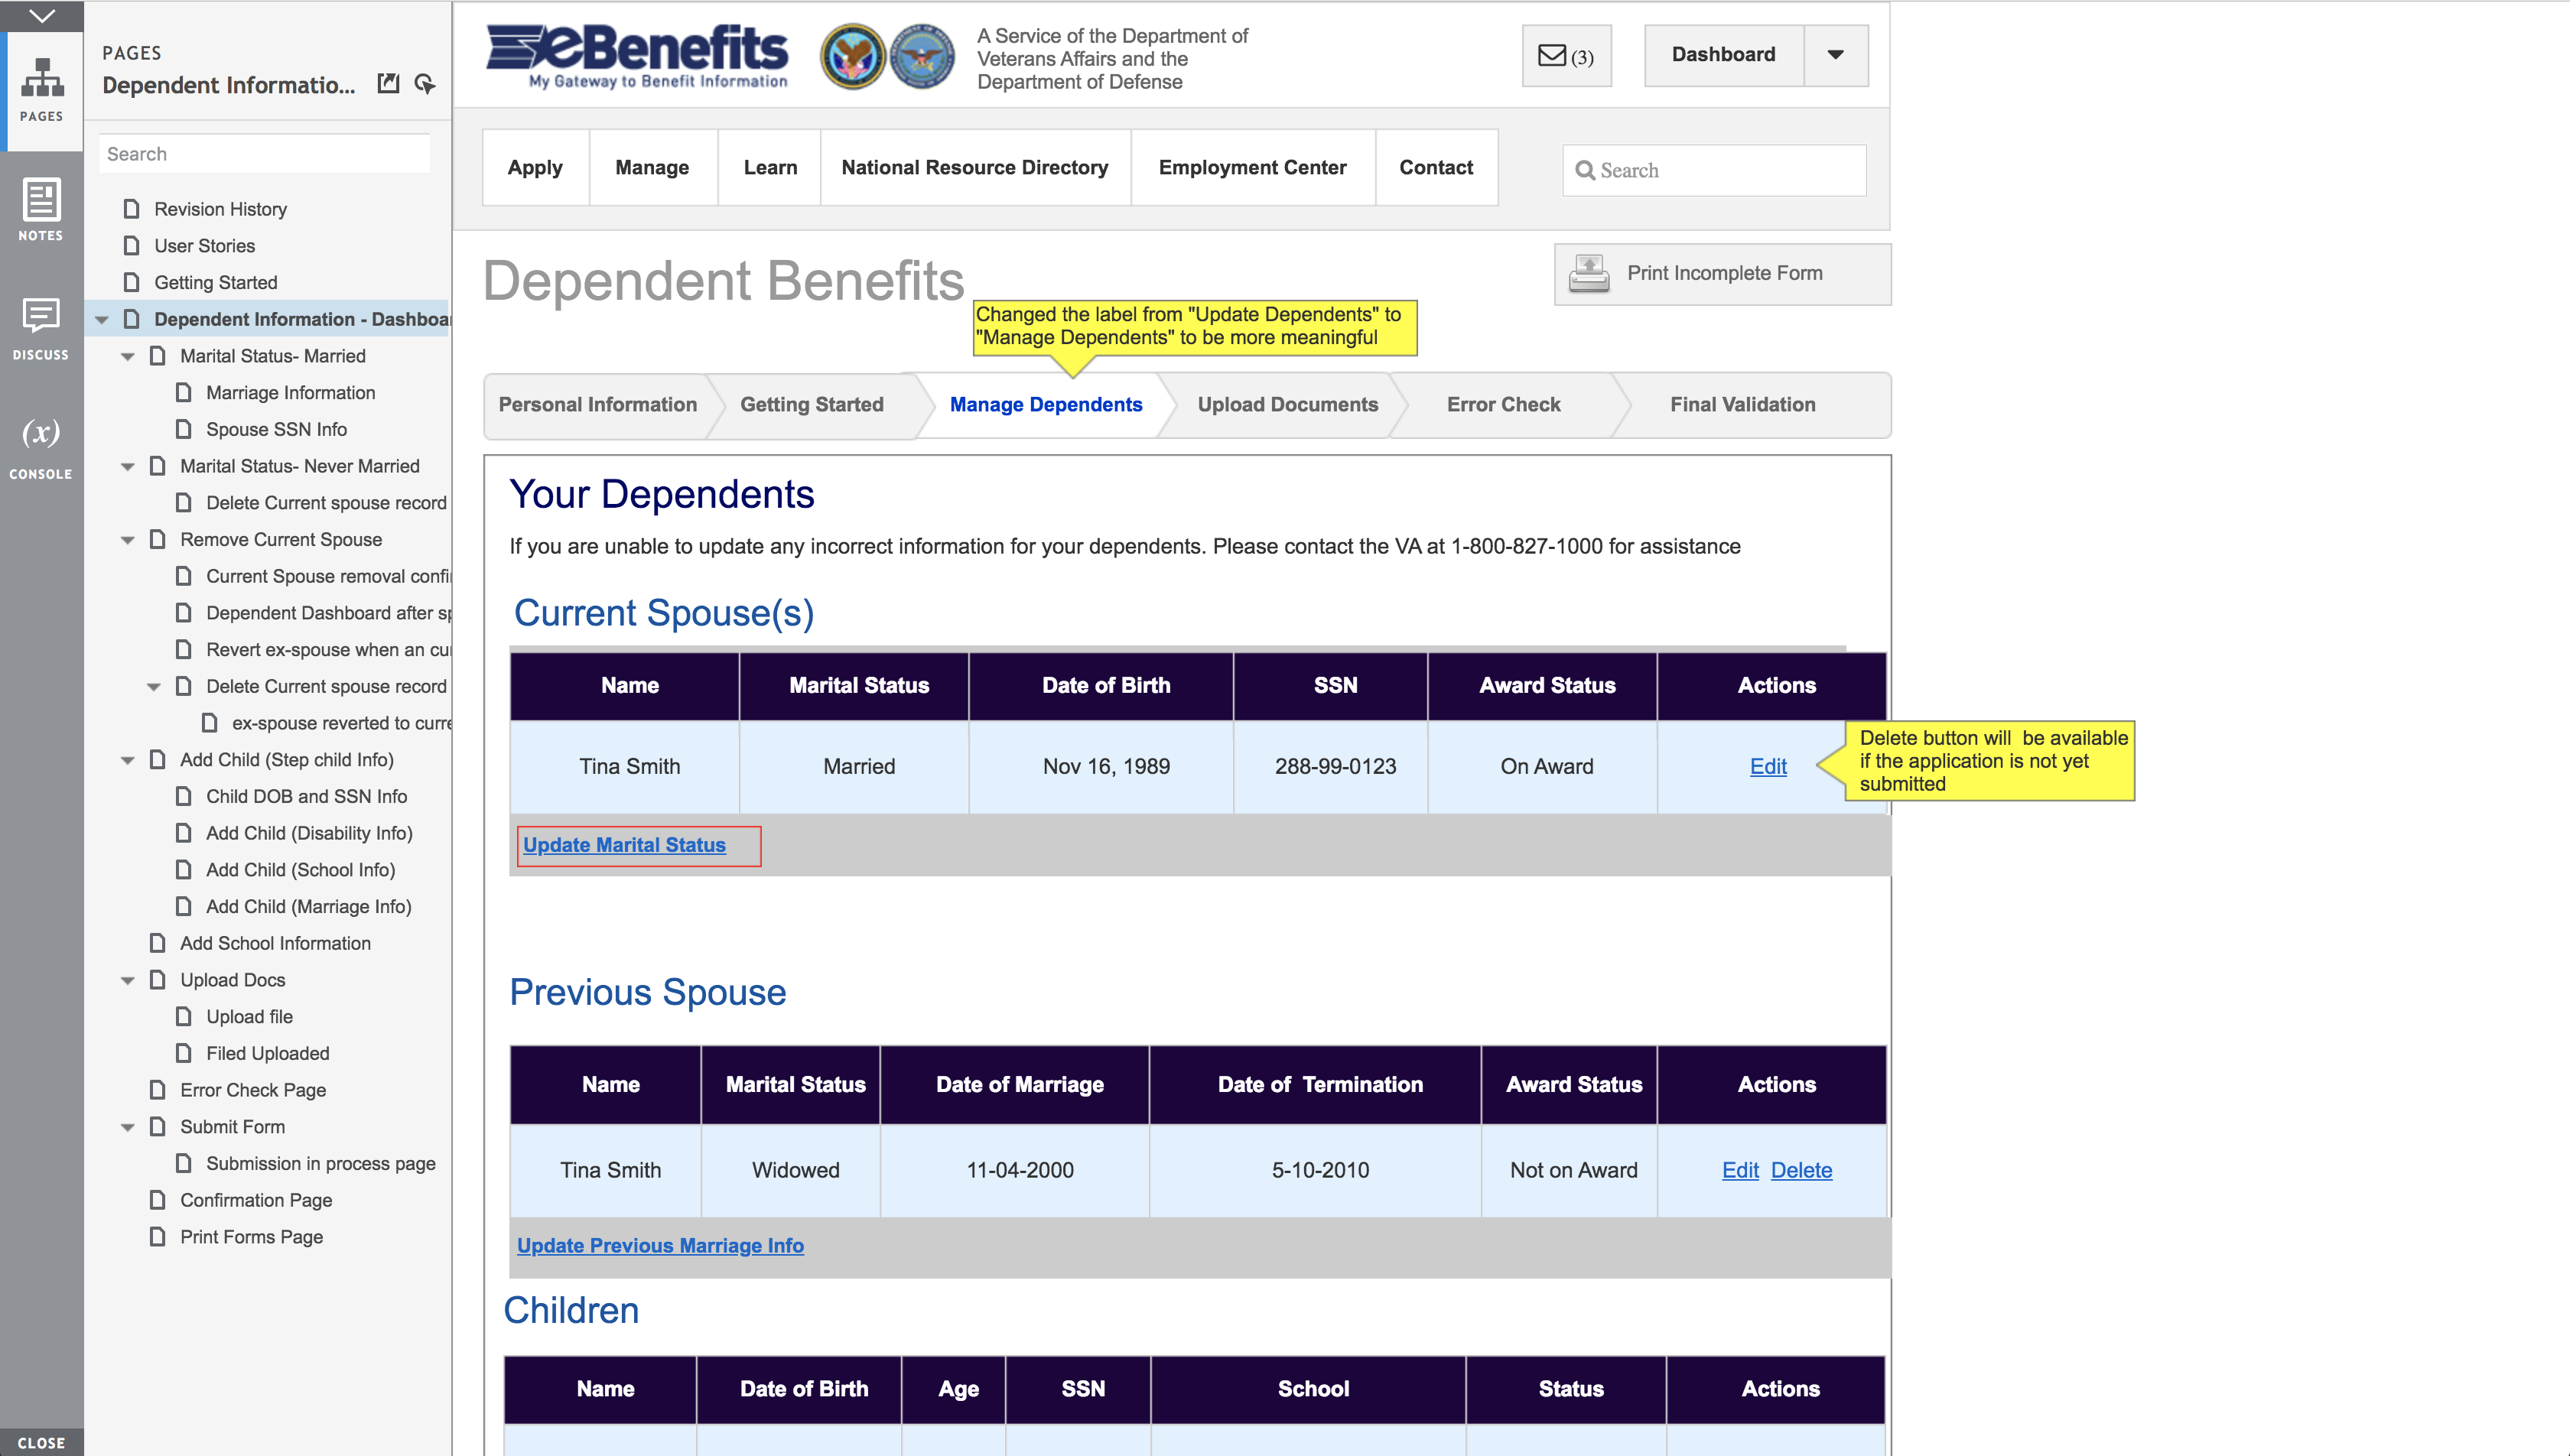 PAGES
NOTES
DISCUSS
(x)
CONSOLE
CLOSE
PAGES
Dependent Informatio...
Search
Revision History
User Stories
Getting Started
Dependent Information - Dashboa
Marital Status- Married
Marriage Information
Spouse SSN Info
Marital Status- Never Married
Delete Current spouse record
Remove Current Spouse
Current Spouse removal confi
Dependent Dashboard after s
Revert ex-spouse when an cu
Delete Current spouse record
ex-spouse reverted to curre
Add Child (Step child Info)
Child DOB and SSN Info
Add Child (Disability Info)
Add Child (School Info)
Add Child (Marriage Info)
Add School Information
Upload Docs
Upload file
Filed Uploaded
Error Check Page
Submit Form
Submission in process page
Confirmation Page
Print Forms Page
eBenefits
My Gateway to Benefit Information
A Service of the Department of
Veterans Affairs and the
Department of Defense
(3)
Dashboard
Apply Manage Learn National Resource Directory Employment Center Contact
Search
Dependent Benefits
Print Incomplete Form
Changed the label from "Update Dependents" to
"Manage Dependents" to be more meaningful
Personal Information Getting Started Manage Dependents Upload Documents Error Check Final Validation
Your Dependents
If you are unable to update any incorrect information for your dependents. Please contact the VA at 1-800-827-1000 for assistance
Current Spouse(s)
Name Marital Status Date of Birth SSN Award Status Actions
Tina Smith Married Nov 16, 1989 288-99-0123 On Award Edit
Delete button will be available
if the application is not yet
submitted
Update Marital Status
Previous Spouse
Name Marital Status Date of Marriage Date of Termination Award Status Actions
Tina Smith Widowed 11-04-2000 5-10-2010 Not on Award Edit Delete
Update Previous Marriage Info
Children
Name Date of Birth Age SSN School Status Actions